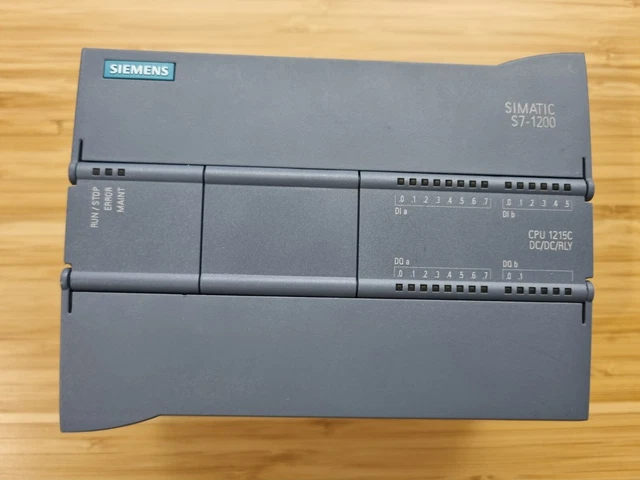 SIEMENS
SIMATIC
S7-1200
RUN / STOP
ERROR
MAINT
.0 .1 .2 .3 .4 .5 .6 .7
DI a
.0 .1 .2 .3 .4 .5
DI b
CPU 1215C
DC/DC/RLY
DQ a
.0 .1 .2 .3 .4 .5 .6 .7
DQ b
.0 .1